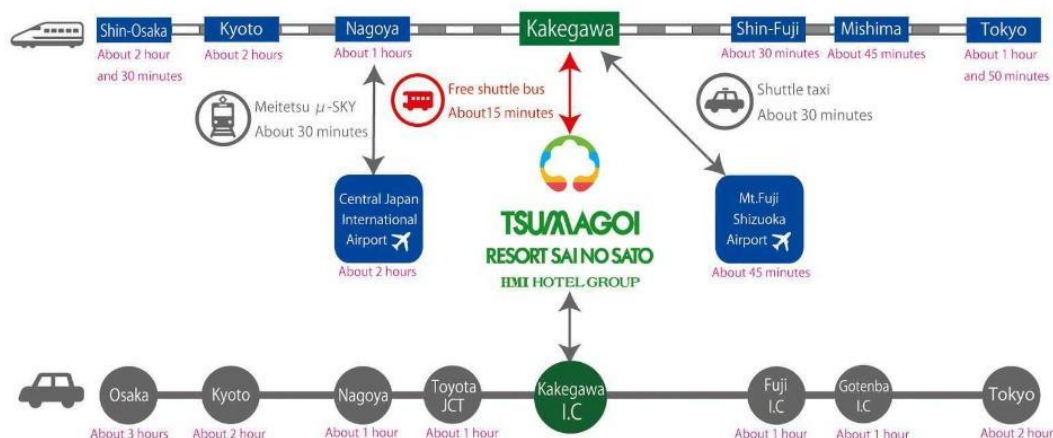 Shin-Osaka
About 2 hour
and 30 minutes
Kyoto
About 2 hours
Nagoya
About 1 hours
Kakegawa
Shin-Fuji
About 30 minutes
Mishima
About 45 minutes
Tokyo
About 1 hour
and 50 minutes
Meitetsu μ-SKY
About 30 minutes
Free shuttle bus
About15 minutes
Shuttle taxi
About 30 minutes
Central Japan
International
Airport
About 2 hours
TSUMAGOI
RESORT SAI NO SATO
HMI HOTEL GROUP
Mt.Fuji
Shizuoka
Airport
About 45 minutes
Osaka
About 3 hours
Kyoto
About 2 hour
Nagoya
About 1 hour
Toyota
JCT
About 1 hour
Kakegawa
I.C
Fuji
I.C
About 1 hour
Gotenba
I.C
About 1 hour
Tokyo
About 2 hour